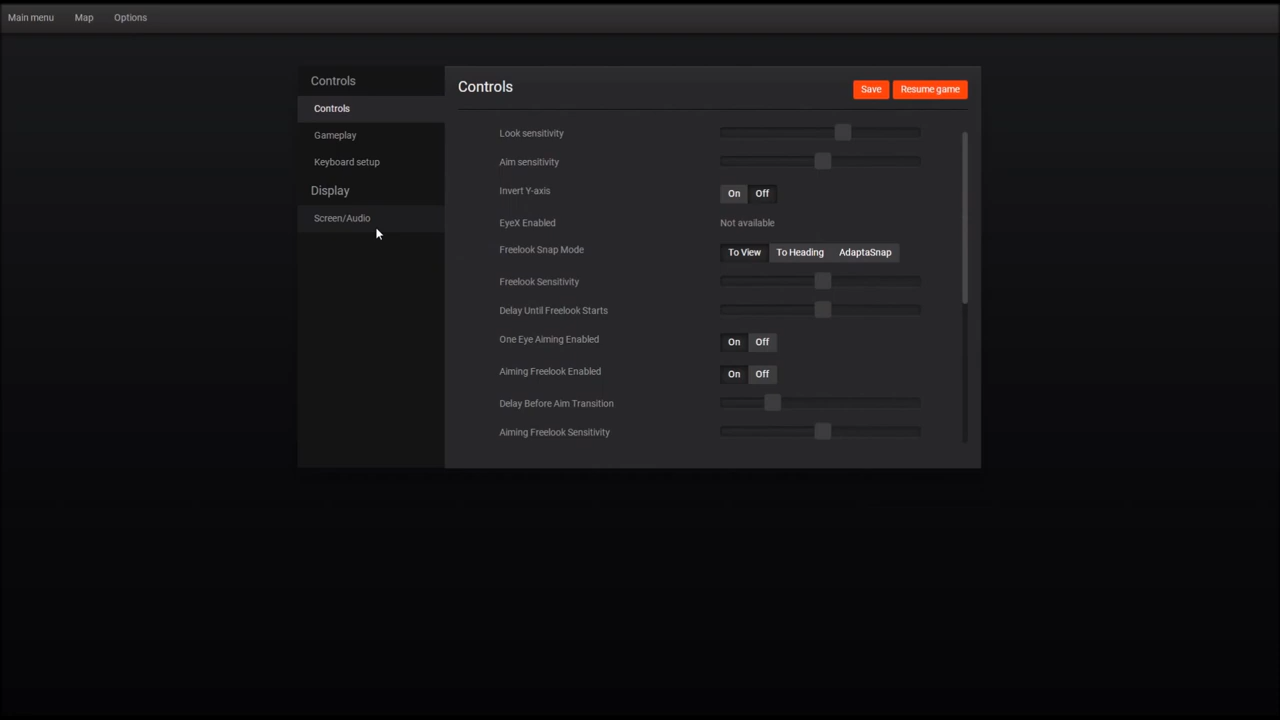 Main menu Map Options
Controls
Controls
Gameplay
Keyboard setup
Display
Screen/Audio
Controls
Save Resume game
Look sensitivity
Aim sensitivity
Invert Y-axis On Off
EyeX Enabled Not available
Freelook Snap Mode To View To Heading AdaptaSnap
Freelook Sensitivity
Delay Until Freelook Starts
One Eye Aiming Enabled On Off
Aiming Freelook Enabled On Off
Delay Before Aim Transition
Aiming Freelook Sensitivity